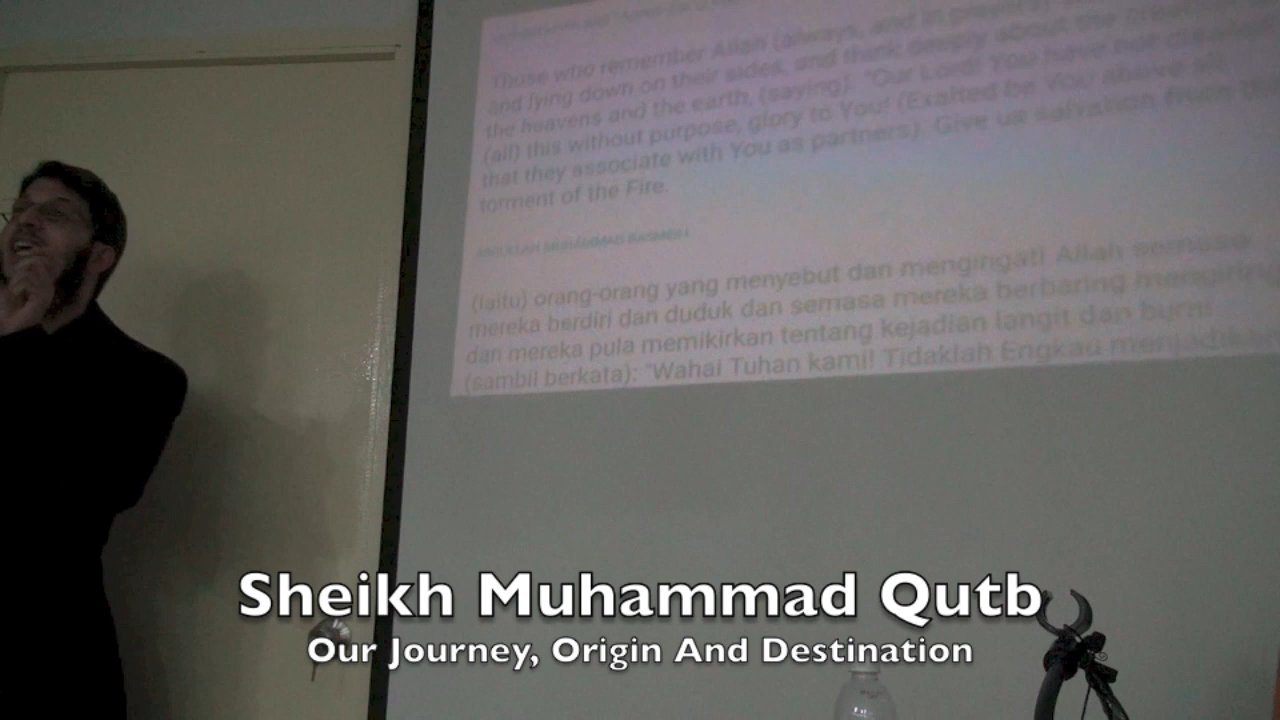 Those who remember Allah (always, and in prayer)
and lying down on their sides, and think deeply about the
the heavens and the earth, (saying): "Our Lord! You have not created
(all) this without purpose, glory to You! (Exalted be You above all
that they associate with You as partners). Give us salvation from the
torment of the Fire.
ABDULLAH MUHAMMAD BASMEIH
(Iaitu) orang-orang yang menyebut dan mengingati Allah semasa
mereka berdiri dan duduk dan semasa mereka berbaring mengiring
dan mereka pula memikirkan tentang kejadian langit dan bumi
(sambil berkata): "Wahai Tuhan kami! Tidaklah Engkau menjadikan
Sheikh Muhammad Qutb
Our Journey, Origin And Destination